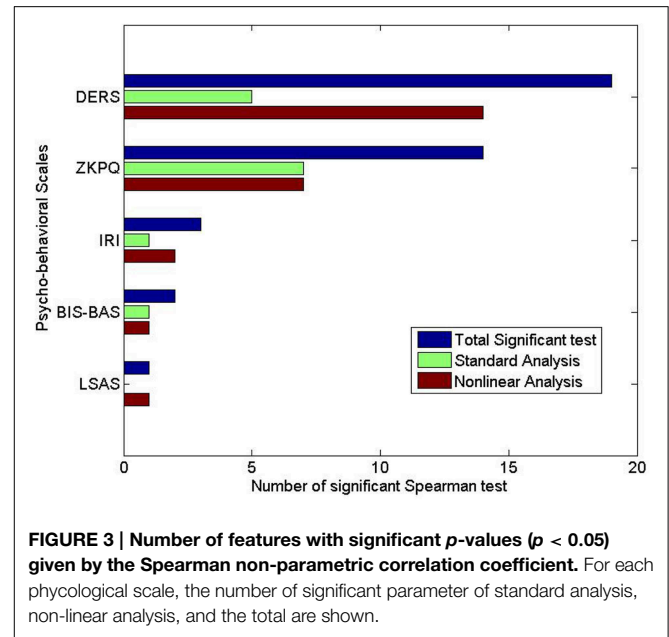 DERS
ZKPQ
IRI
BIS-BAS
LSAS
Psycho-behavioral Scales
Total Significant test
Standard Analysis
Nonlinear Analysis
0 5 10 15 20
Number of significant Spearman test
FIGURE 3 | Number of features with significant p-values (p < 0.05)
given by the Spearman non-parametric correlation coefficient. For each
phycological scale, the number of significant parameter of standard analysis,
non-linear analysis, and the total are shown.